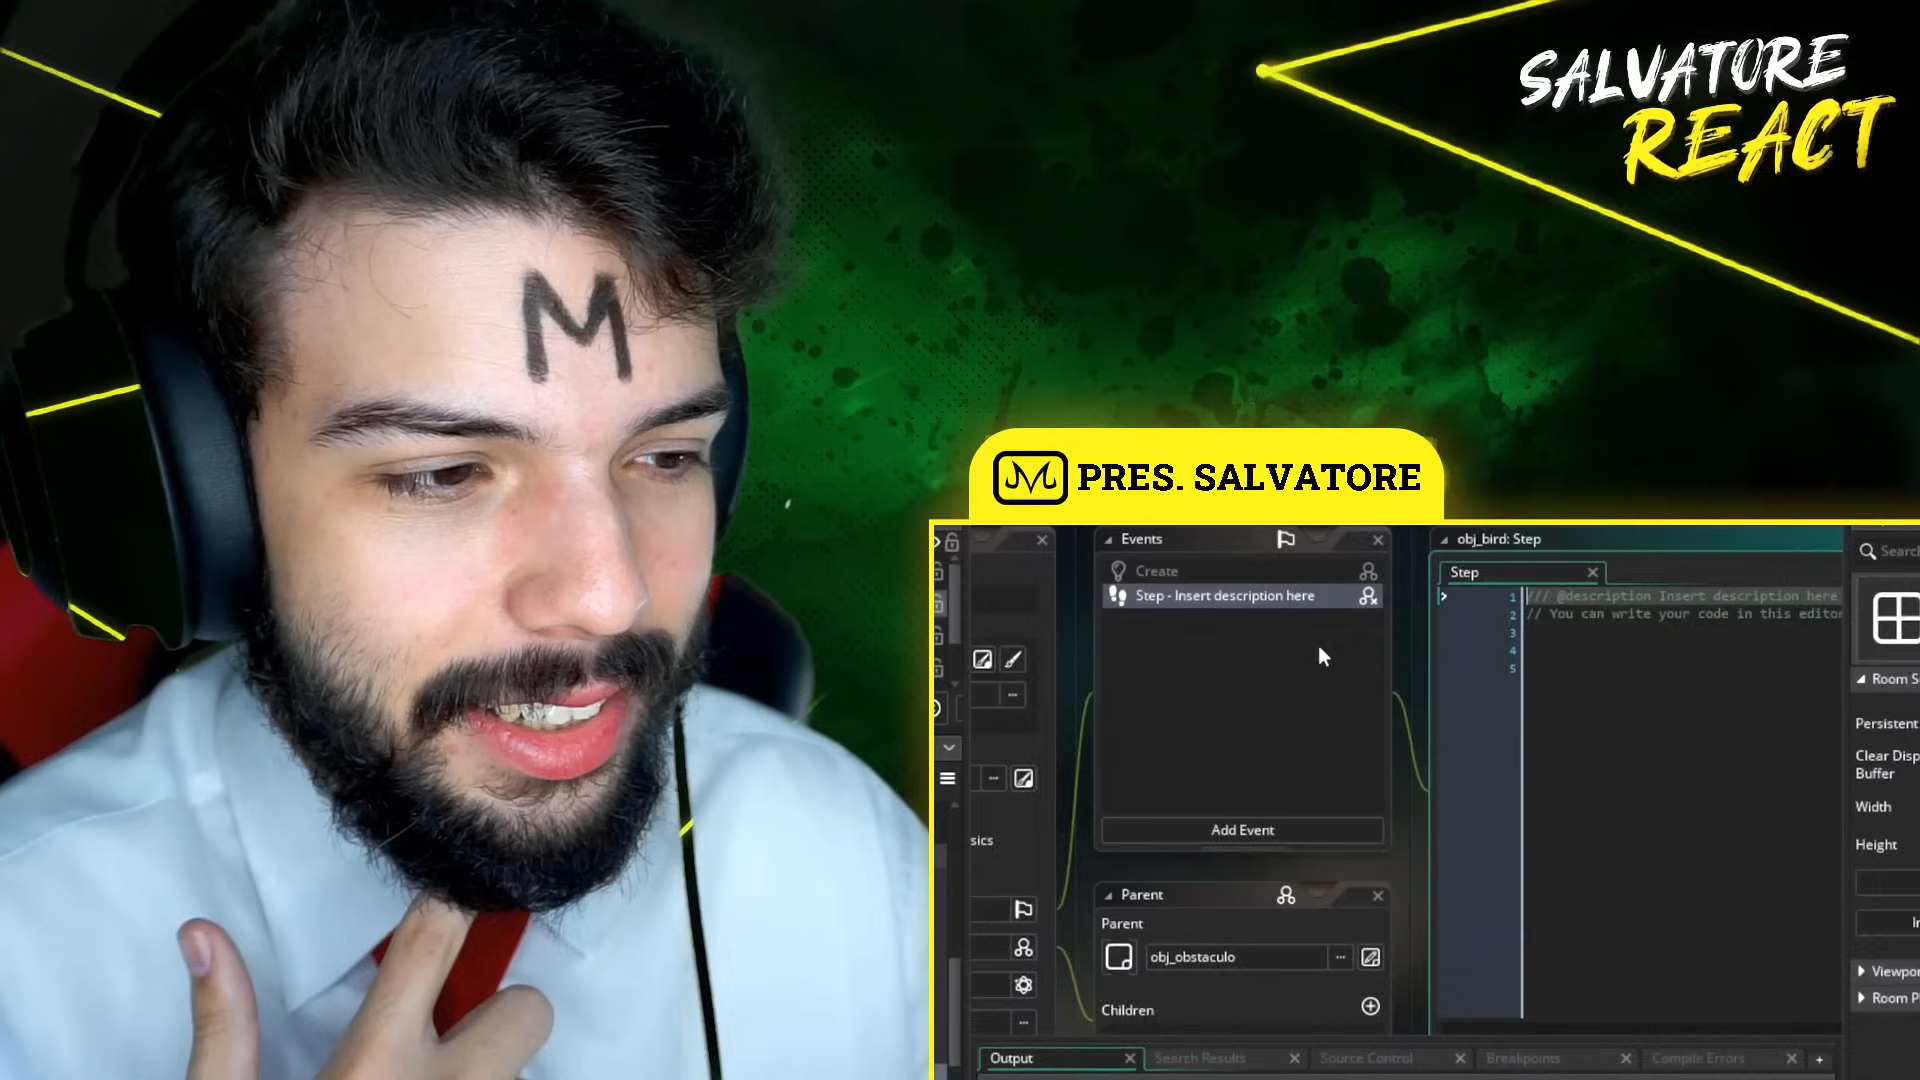 SALVATORE
REACT
M
PRES. SALVATORE
Events
Create
Step - Insert description here
Add Event
Parent
Parent
obj_obstaculo
Children
obj_bird: Step
Step
1 /// @description Insert description here
2 // You can write your code in this editor
3
4
5
Search
Room S
Persistent
Clear Disp
Buffer
Width
Height
Viewpor
Room P
sics
Output
Search Results
Source Control
Breakpoints
Compile Errors